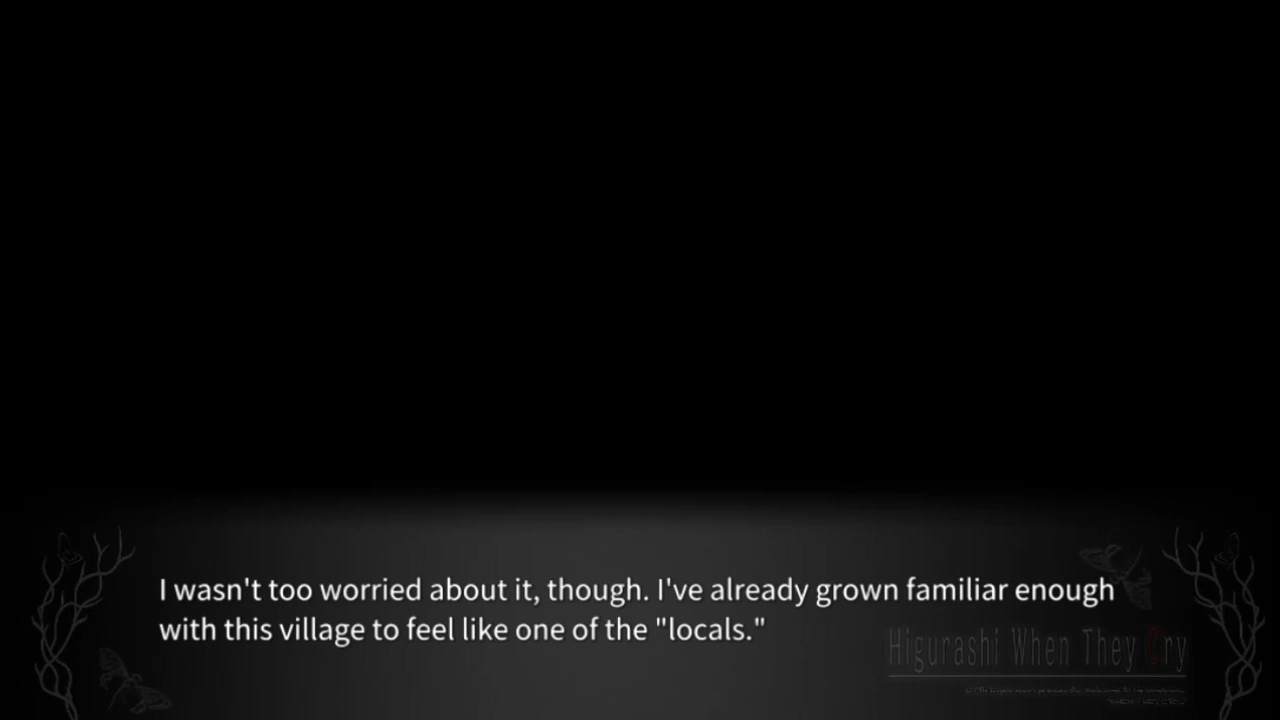 I wasn't too worried about it, though. I've already grown familiar enough
with this village to feel like one of the "locals."
Higurashi When They Cry